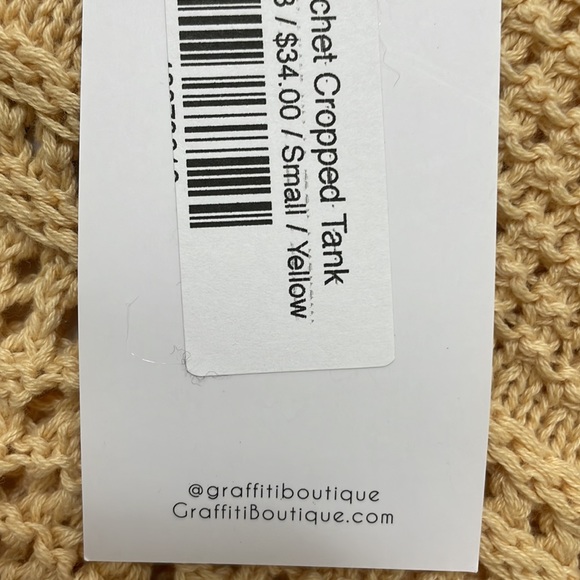 chet Cropped Tank
/ $34.00 / Small / Yellow
@graffitiboutique
GraffitiBoutique.com